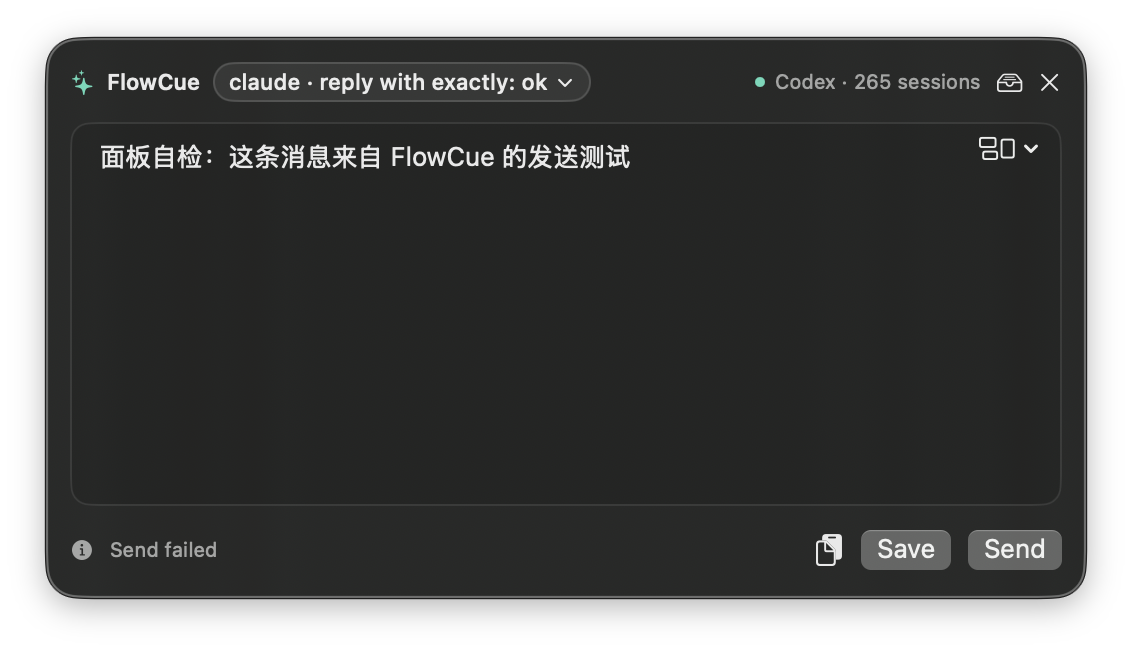 FlowCue
claude · reply with exactly: ok
Codex · 265 sessions
面板自检：这条消息来自 FlowCue 的发送测试
Send failed
Save
Send